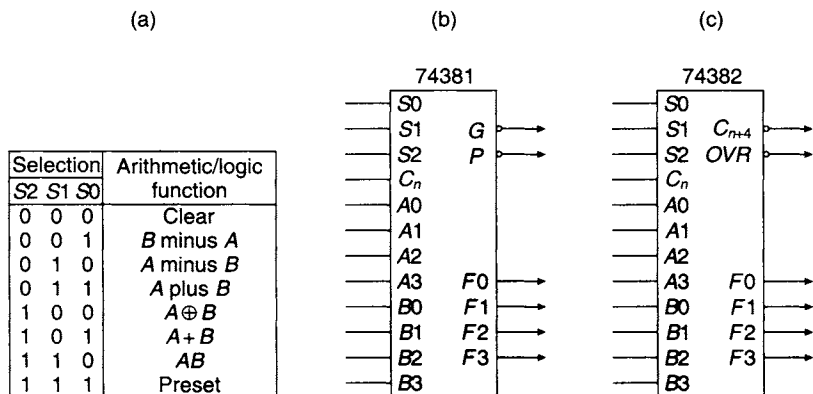 (a)
Selection Arithmetic/logic function
S2 S1 S0
0 0 0 Clear
0 0 1 B minus A
0 1 0 A minus B
0 1 1 A plus B
1 0 0 A ⊕ B
1 0 1 A + B
1 1 0 AB
1 1 1 Preset
(b)
74381
S0
S1 G
S2 P
Cn
A0
A1
A2
A3 F0
B0 F1
B1 F2
B2 F3
B3
(c)
74382
S0
S1 Cn+4
S2 OVR
Cn
A0
A1
A2
A3 F0
B0 F1
B1 F2
B2 F3
B3